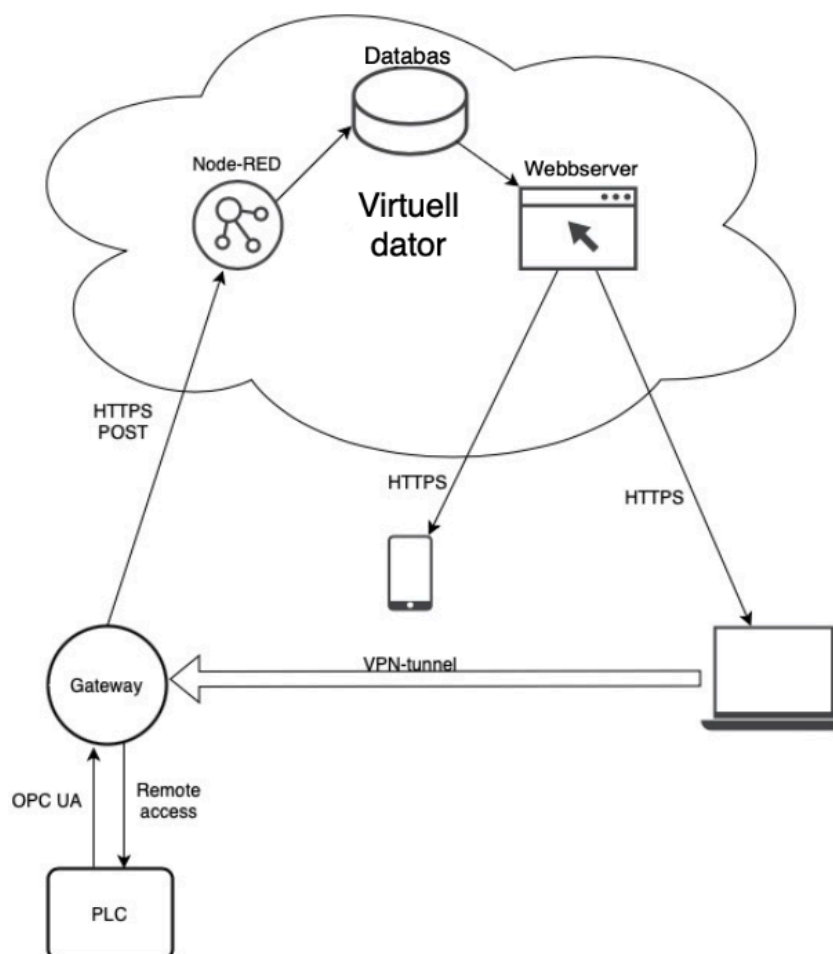 Databas
Node-RED
Webbserver
Virtuell
dator
HTTPS
POST
HTTPS
HTTPS
VPN-tunnel
Gateway
OPC UA
Remote
access
PLC